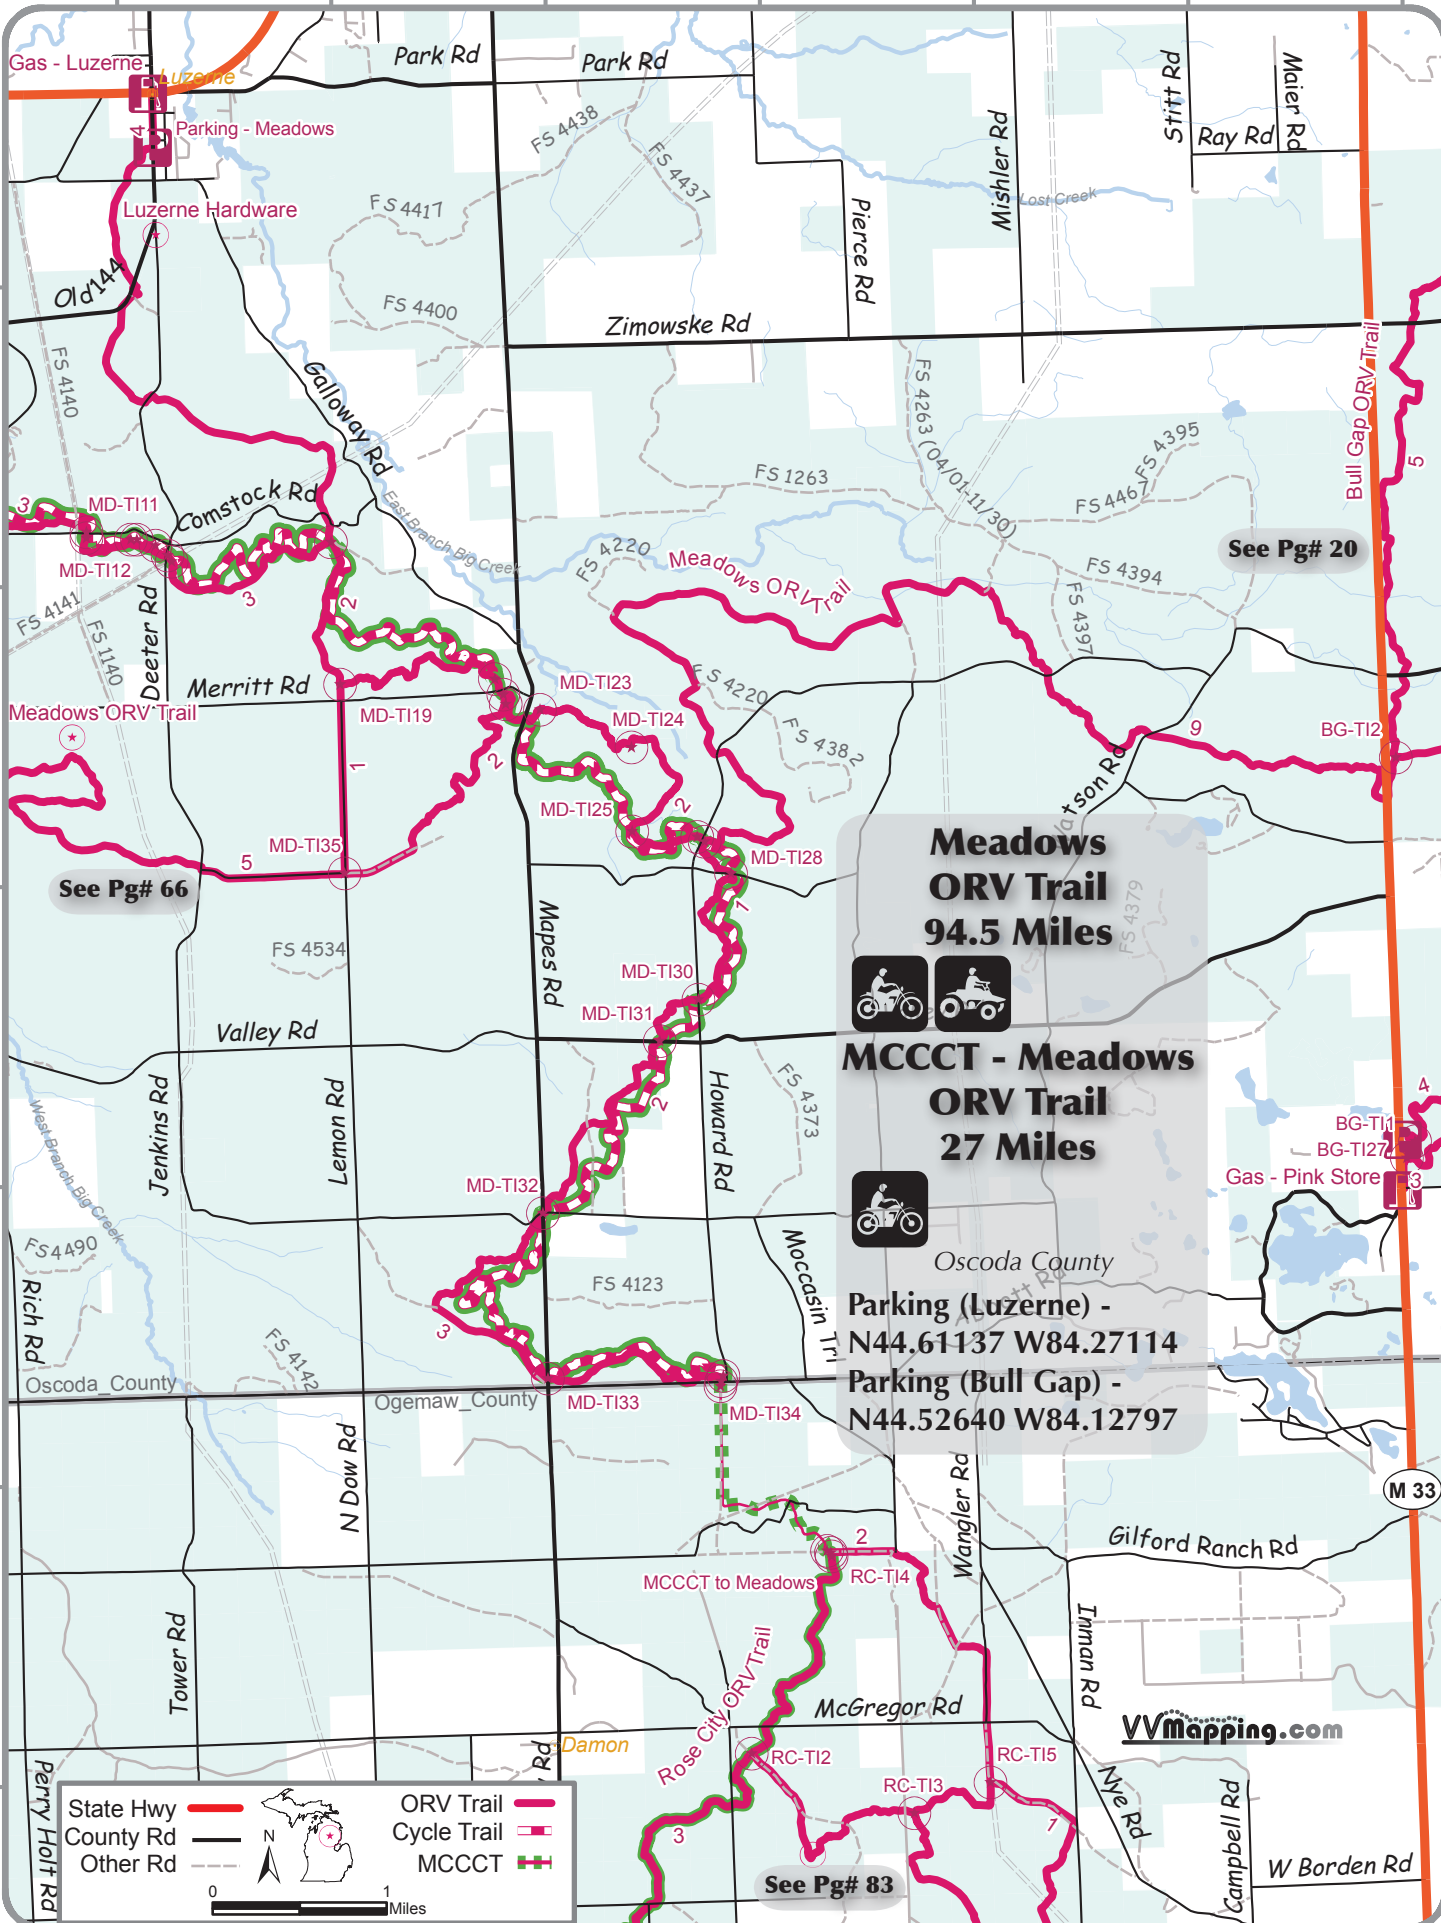 Gas - Luzerne
Luzerne
Park Rd
Park Rd
Stitt Rd
Maier Rd
Ray Rd
4
Parking - Meadows
FS 4438
FS 4437
Mishler Rd
Lost Creek
FS 4417
Pierce Rd
Luzerne Hardware
Old 144
FS 4400
Zimowske Rd
Bull Gap ORV Trail
5
FS 4140
Galloway Rd
FS 4263 (04/01-11/30)
FS 4395
FS 1263
FS 4467
3
MD-TI11
Comstock Rd
East Branch Big Creek
See Pg# 20
MD-TI12
FS 4220
Meadows ORV Trail
FS 4394
FS 4141
3
2
FS 4397
FS 1140
Deeter Rd
Merritt Rd
MD-TI23
FS 4220
MD-TI19
MD-TI24
Meadows ORV Trail
FS 4382
9
BG-TI2
1
2
MD-TI25
2
MD-TI35
MD-TI28
5
See Pg# 66
1
Meadows
ORV Trail
94.5 Miles
FS 4379
Mapes Rd
FS 4534
MD-TI30
MD-TI31
Valley Rd
MCCCT - Meadows
ORV Trail
27 Miles
Jenkins Rd
Lemon Rd
Howard Rd
FS 4373
2
West Branch Big Creek
4
BG-TI1
BG-TI27
Gas - Pink Store
3
MD-TI32
Moccasin Trl
Oscoda County
FS 4490
FS 4123
Abbott Rd
Rich Rd
3
Parking (Luzerne) -
N44.61137 W84.27114
Parking (Bull Gap) -
N44.52640 W84.12797
FS 4142
Oscoda_County
Ogemaw_County
MD-TI33
MD-TI34
N Dow Rd
Wangler Rd
M 33
2
Gilford Ranch Rd
MCCCT to Meadows
RC-TI4
Tower Rd
Rose City ORV Trail
Inman Rd
McGregor Rd
VVMapping.com
Damon
RC-TI2
RC-TI5
RC-TI3
Perry Holt Rd
Rd
Nye Rd
Campbell Rd
3
1
W Borden Rd
See Pg# 83
State Hwy
County Rd
Other Rd
N
ORV Trail
Cycle Trail
MCCCT
0 1
Miles